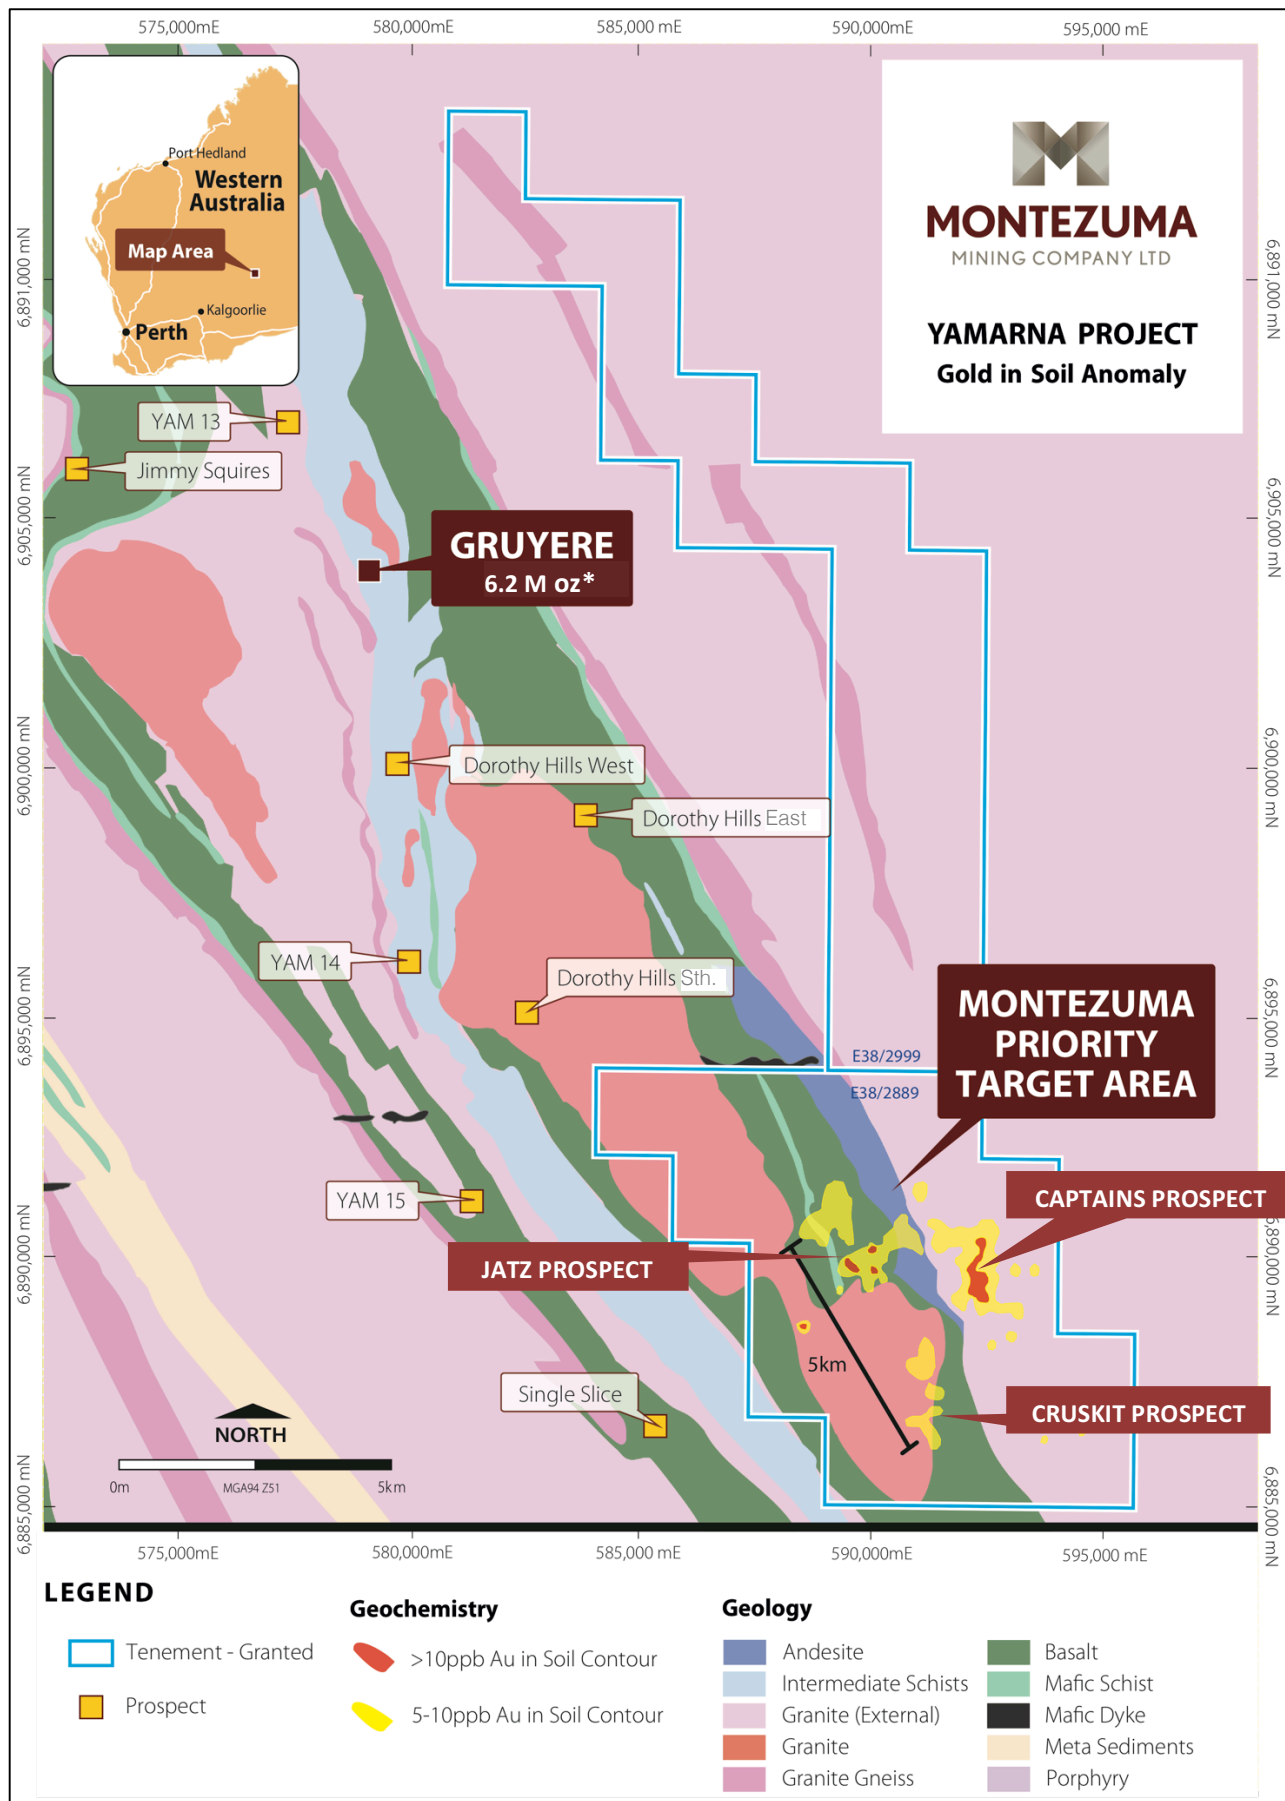 575,000mE
580,000mE
585,000 mE
590,000mE
595,000 mE
Port Hedland
Western
Australia
Map Area
Kalgoorlie
Perth
MONTEZUMA
MINING COMPANY LTD
YAMARNA PROJECT
Gold in Soil Anomaly
6,891,000 mN
6,891,000 mN
YAM 13
Jimmy Squires
6,905,000 mN
6,905,000 mN
GRUYERE
6.2 M oz*
6,900,000 mN
6,900,000 mN
Dorothy Hills West
Dorothy Hills East
YAM 14
Dorothy Hills Sth.
6,895,000 mN
6,895,000 mN
MONTEZUMA
PRIORITY
TARGET AREA
E38/2999
E38/2889
YAM 15
CAPTAINS PROSPECT
6,890,000 mN
6,890,000 mN
JATZ PROSPECT
5km
Single Slice
CRUSKIT PROSPECT
NORTH
0m
MGA94 Z51
5km
6,885,000 mN
6,885,000 mN
575,000mE
580,000mE
585,000 mE
590,000mE
595,000 mE
LEGEND
Tenement - Granted
Prospect
Geochemistry
>10ppb Au in Soil Contour
5-10ppb Au in Soil Contour
Geology
Andesite
Intermediate Schists
Granite (External)
Granite
Granite Gneiss
Basalt
Mafic Schist
Mafic Dyke
Meta Sediments
Porphyry